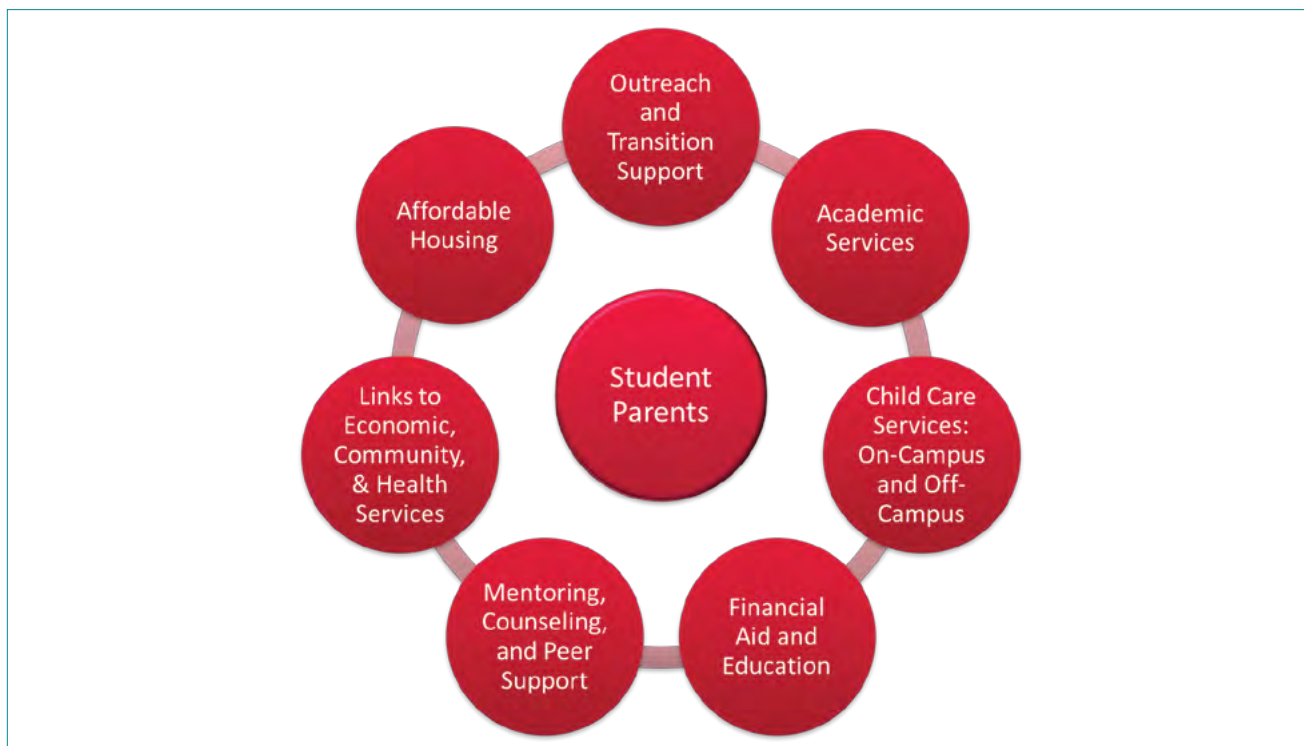 Outreach
and
Transition
Support
Academic
Services
Child Care
Services:
On-Campus
and Off-
Campus
Financial
Aid and
Education
Mentoring,
Counseling,
and Peer
Support
Links to
Economic,
Community,
& Health
Services
Affordable
Housing
Student
Parents